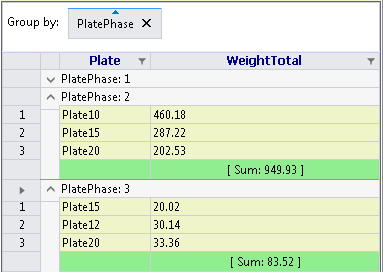 Group by: PlatePhase ✕
Plate WeightTotal
PlatePhase: 1
PlatePhase: 2
1 Plate10 460.18
2 Plate15 287.22
3 Plate20 202.53
[ Sum: 949.93 ]
PlatePhase: 3
1 Plate15 20.02
2 Plate12 30.14
3 Plate20 33.36
[ Sum: 83.52 ]